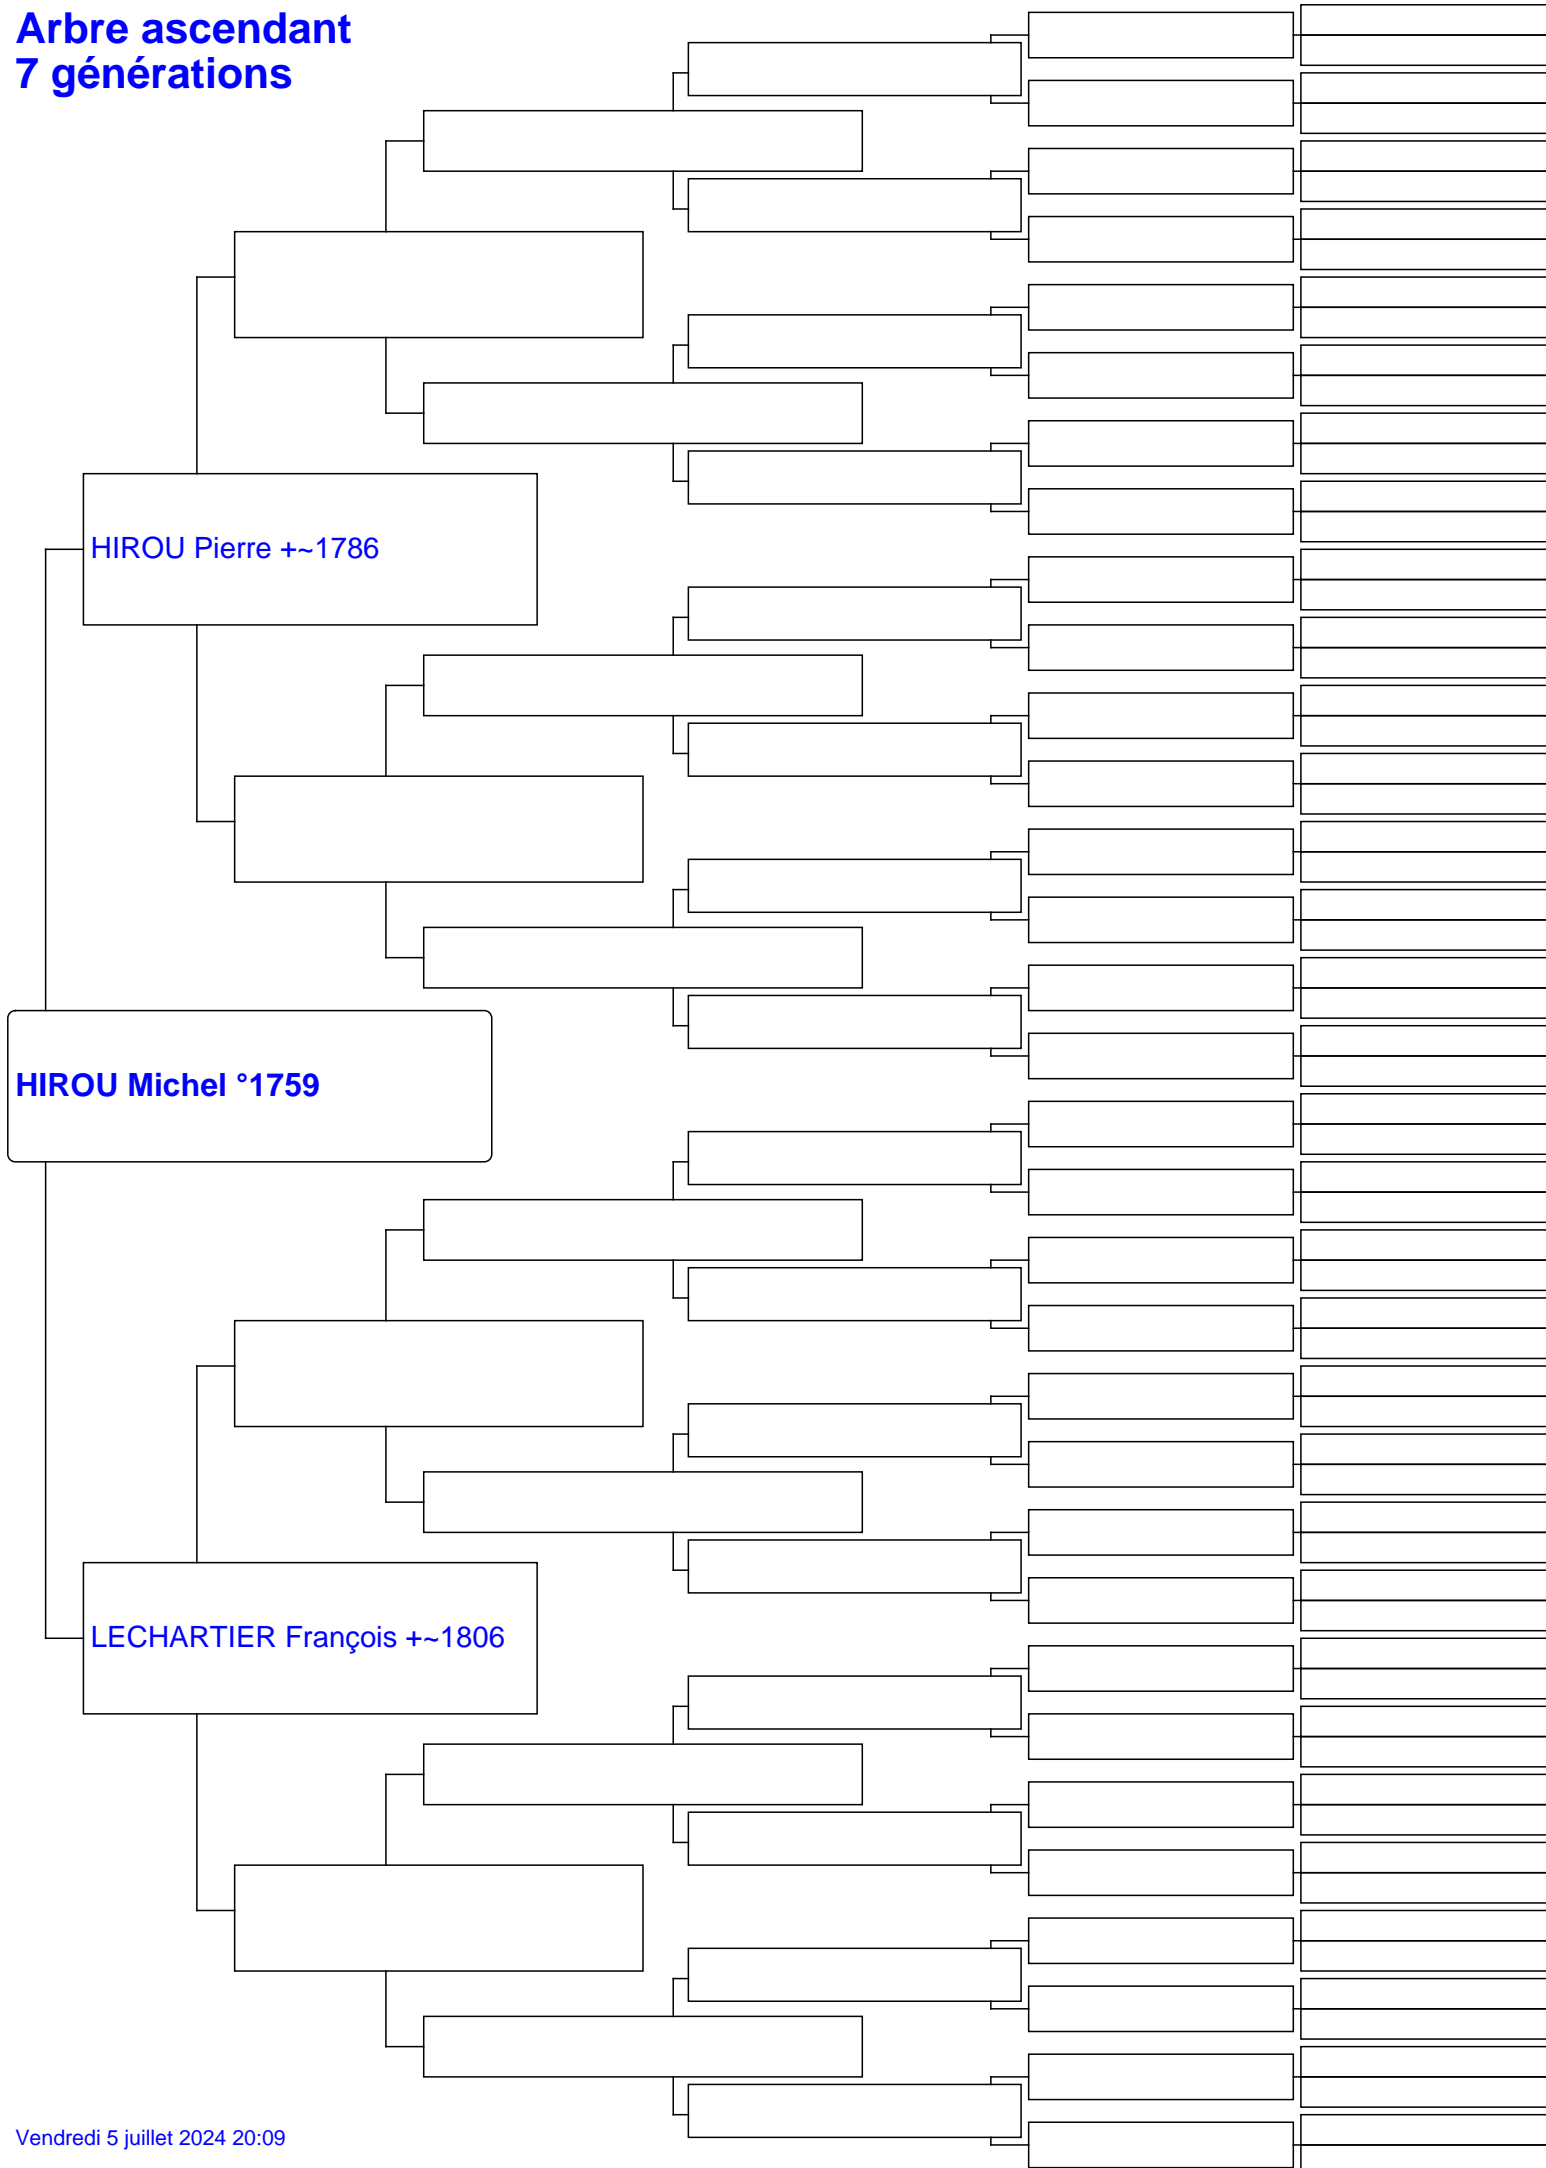 Arbre ascendant
7 générations
HIROU Pierre +~1786
HIROU Michel °1759
LECHARTIER François +~1806
Vendredi 5 juillet 2024 20:09